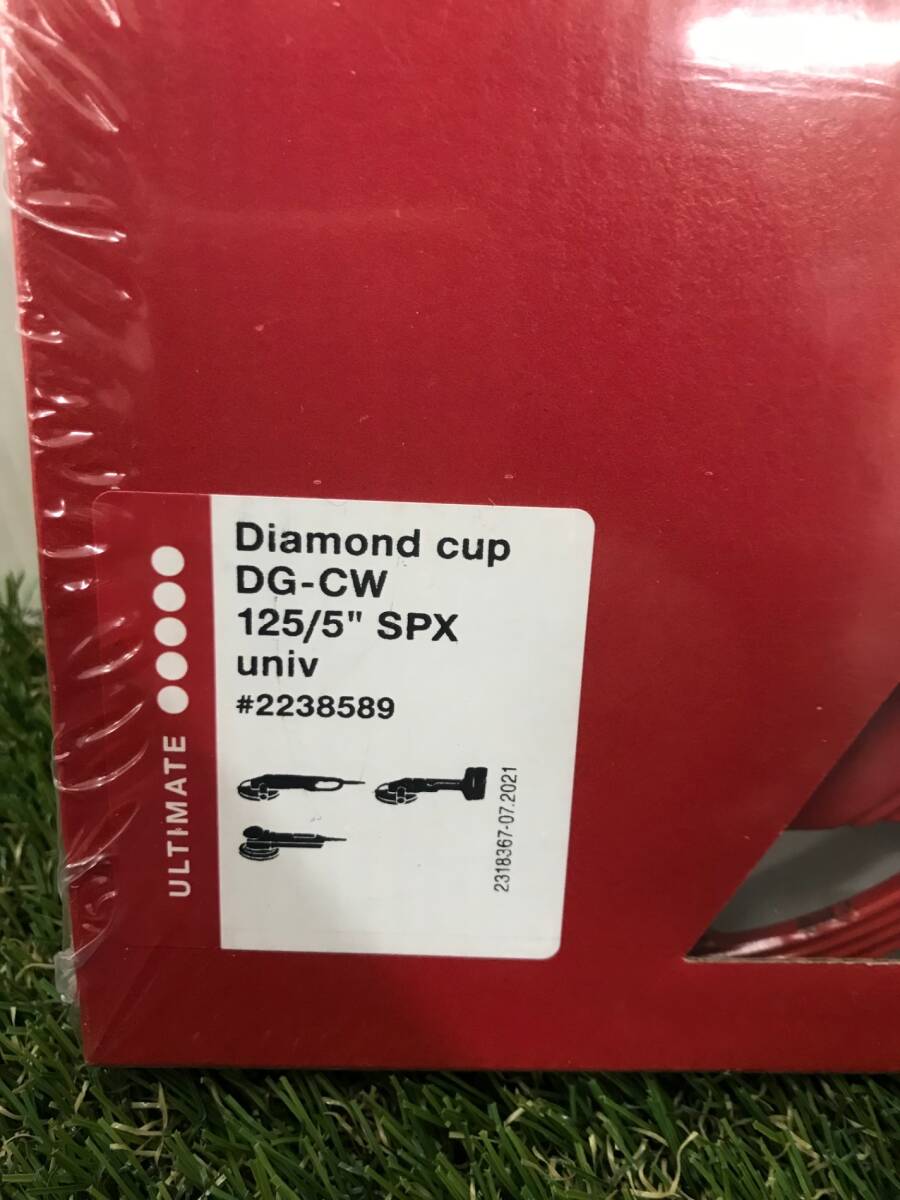 Diamond cup
DG-CW
125/5" SPX
univ
#2238589
ULTIMATE
2318367-07.2021